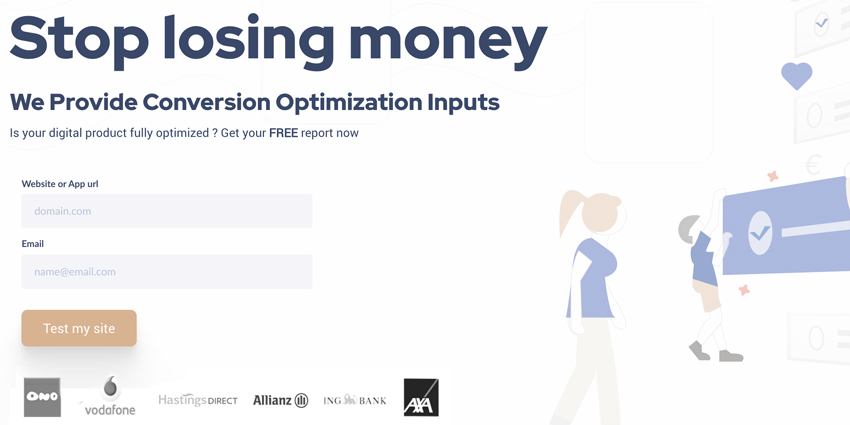 Stop losing money
We Provide Conversion Optimization Inputs
Is your digital product fully optimized ? Get your FREE report now
Website or App url
domain.com
Email
name@email.com
Test my site
ONO
vodafone
Hastings DIRECT
Allianz
ING BANK
AXA
€